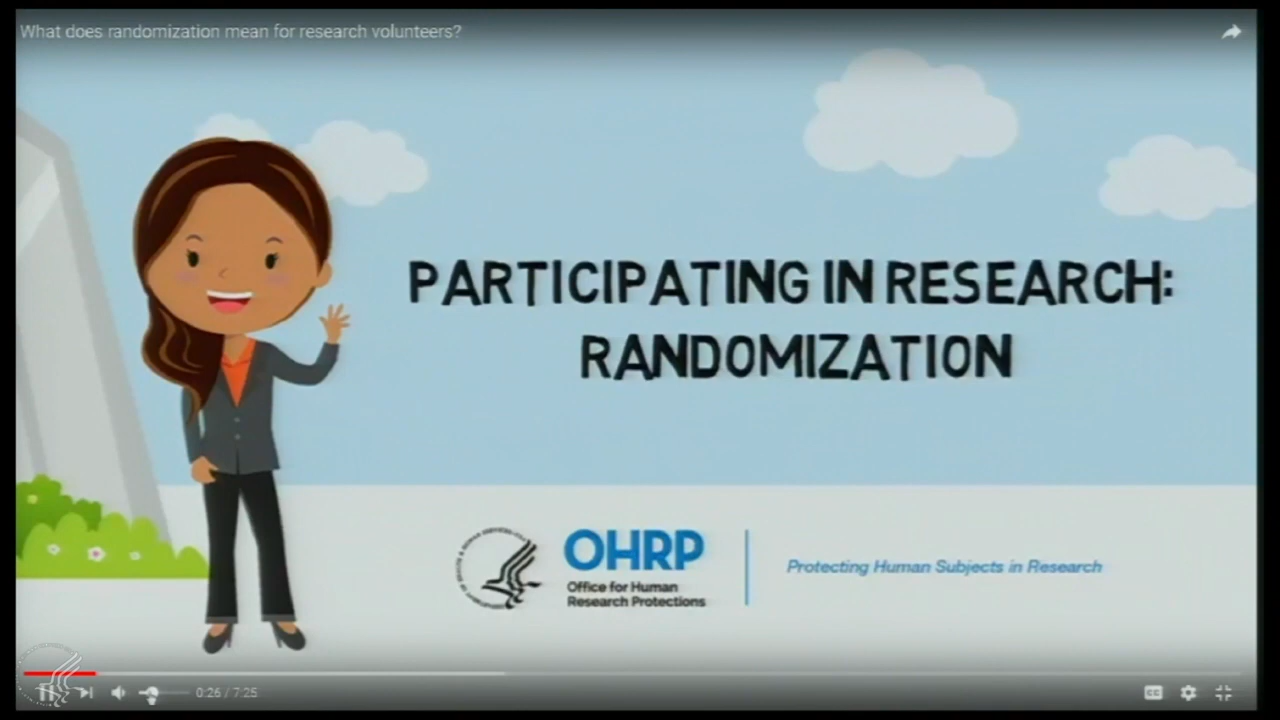 What does randomization mean for research volunteers?
PARTICIPATING IN RESEARCH:
RANDOMIZATION
OHRP
Office for Human
Research Protections
Protecting Human Subjects in Research
0:26 / 7:25
CC